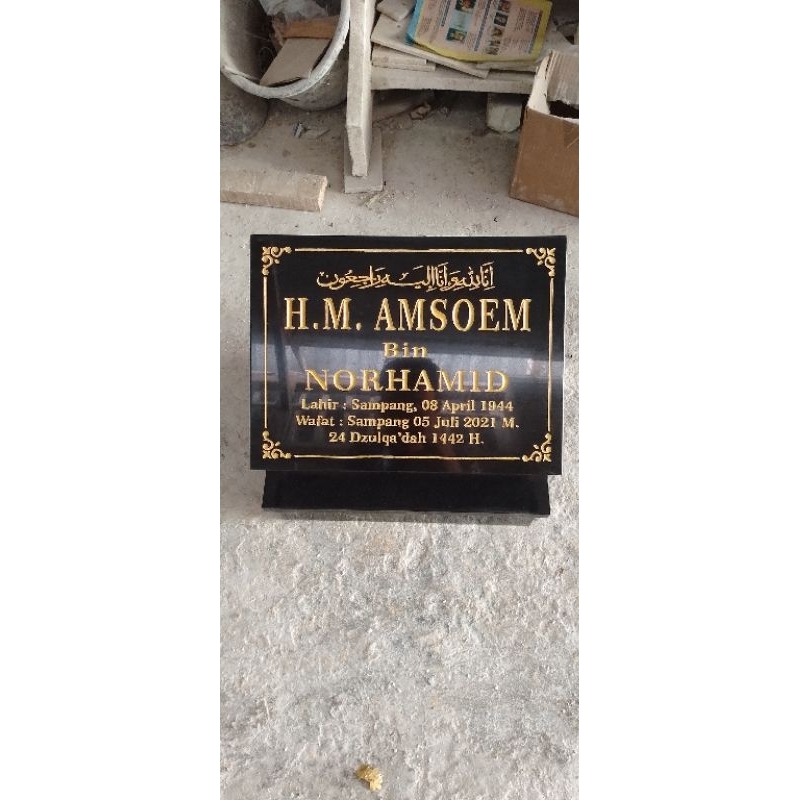 إنا لله وإنا إليه راجعون
H.M. AMSOEM
Bin
NORHAMID
Lahir : Sampang, 08 April 1944
Wafat : Sampang 05 Juli 2021 M.
24 Dzulqa'dah 1442 H.